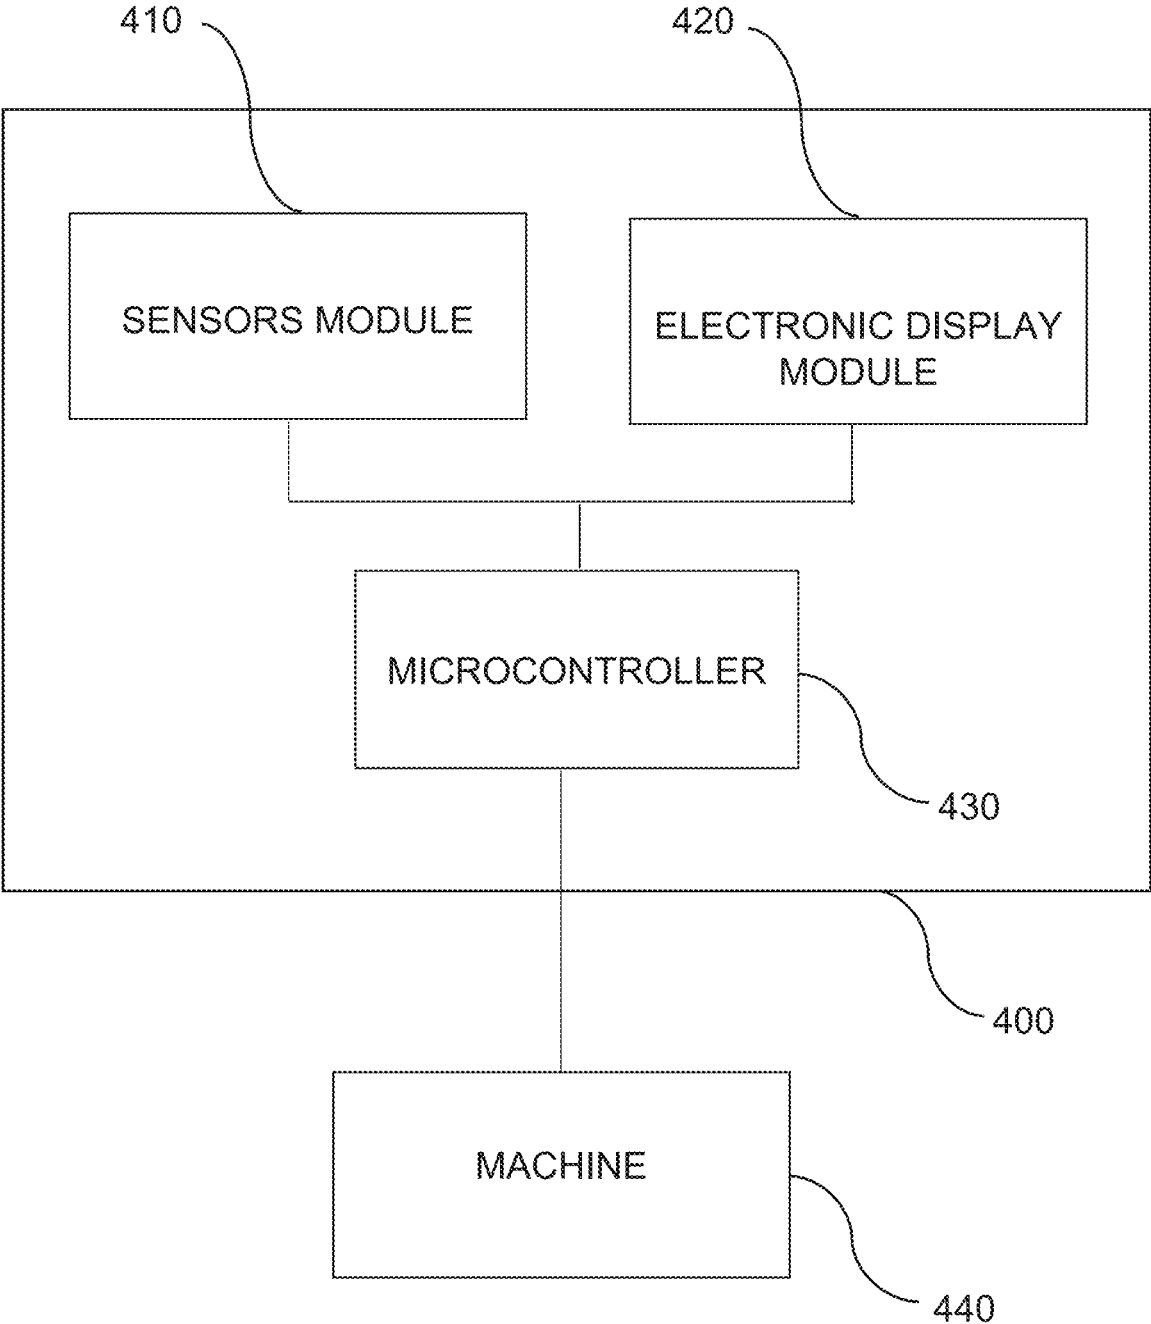 410
420
SENSORS MODULE
ELECTRONIC DISPLAY
MODULE
MICROCONTROLLER
430
400
MACHINE
440